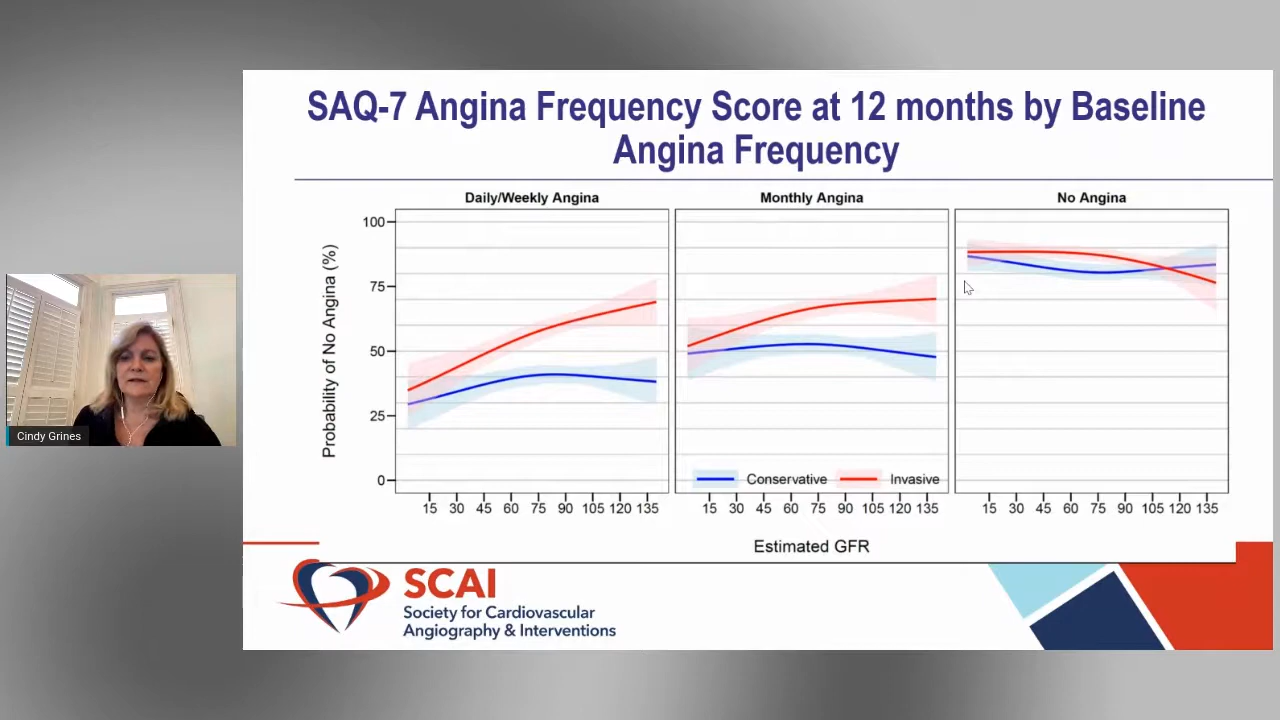 SAQ-7 Angina Frequency Score at 12 months by Baseline
Angina Frequency
Daily/Weekly Angina
Monthly Angina
No Angina
Probability of No Angina (%)
100
75
50
25
0
Conservative
Invasive
15 30 45 60 75 90 105 120 135
15 30 45 60 75 90 105 120 135
15 30 45 60 75 90 105 120 135
Estimated GFR
Cindy Grines
SCAI
Society for Cardiovascular
Angiography & Interventions